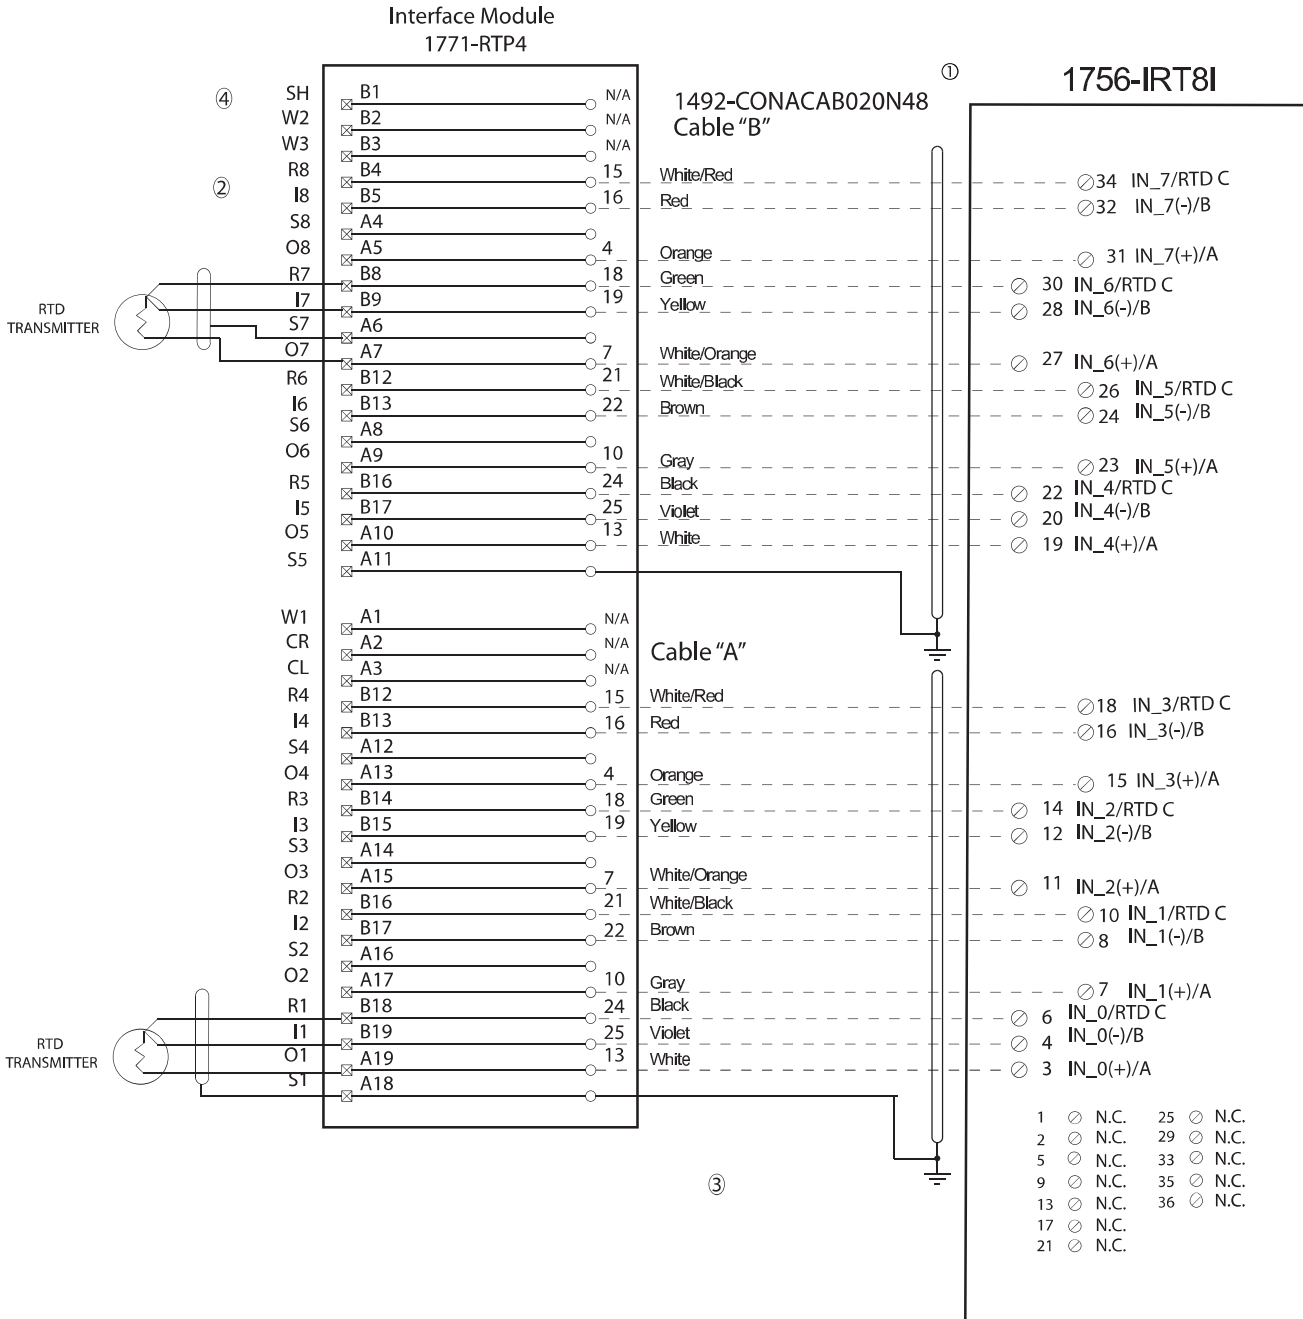 Interface Module
1771-RTP4
① 1756-IRT8I
④ SH B1 N/A 1492-CONACAB020N48
W2 B2 N/A Cable "B"
W3 B3 N/A
R8 B4 15 White/Red 34 IN_7/RTD C
② I8 B5 16 Red 32 IN_7(-)/B
S8 A4
O8 A5 4 Orange 31 IN_7(+)/A
R7 B8 18 Green 30 IN_6/RTD C
I7 B9 19 Yellow 28 IN_6(-)/B
RTD
TRANSMITTER
S7 A6
O7 A7 7 White/Orange 27 IN_6(+)/A
R6 B12 21 White/Black 26 IN_5/RTD C
I6 B13 22 Brown 24 IN_5(-)/B
S6 A8
O6 A9 10 Gray 23 IN_5(+)/A
R5 B16 24 Black 22 IN_4/RTD C
I5 B17 25 Violet 20 IN_4(-)/B
O5 A10 13 White 19 IN_4(+)/A
S5 A11
W1 A1 N/A
CR A2 N/A Cable "A"
CL A3 N/A
R4 B12 15 White/Red 18 IN_3/RTD C
I4 B13 16 Red 16 IN_3(-)/B
S4 A12
O4 A13 4 Orange 15 IN_3(+)/A
R3 B14 18 Green 14 IN_2/RTD C
I3 B15 19 Yellow 12 IN_2(-)/B
S3 A14
O3 A15 7 White/Orange 11 IN_2(+)/A
R2 B16 21 White/Black 10 IN_1/RTD C
I2 B17 22 Brown 8 IN_1(-)/B
S2 A16
O2 A17 10 Gray 7 IN_1(+)/A
R1 B18 24 Black 6 IN_0/RTD C
I1 B19 25 Violet 4 IN_0(-)/B
RTD
TRANSMITTER
O1 A19 13 White 3 IN_0(+)/A
S1 A18
1 N.C. 25 N.C.
2 N.C. 29 N.C.
5 N.C. 33 N.C.
③ 9 N.C. 35 N.C.
13 N.C. 36 N.C.
17 N.C.
21 N.C.